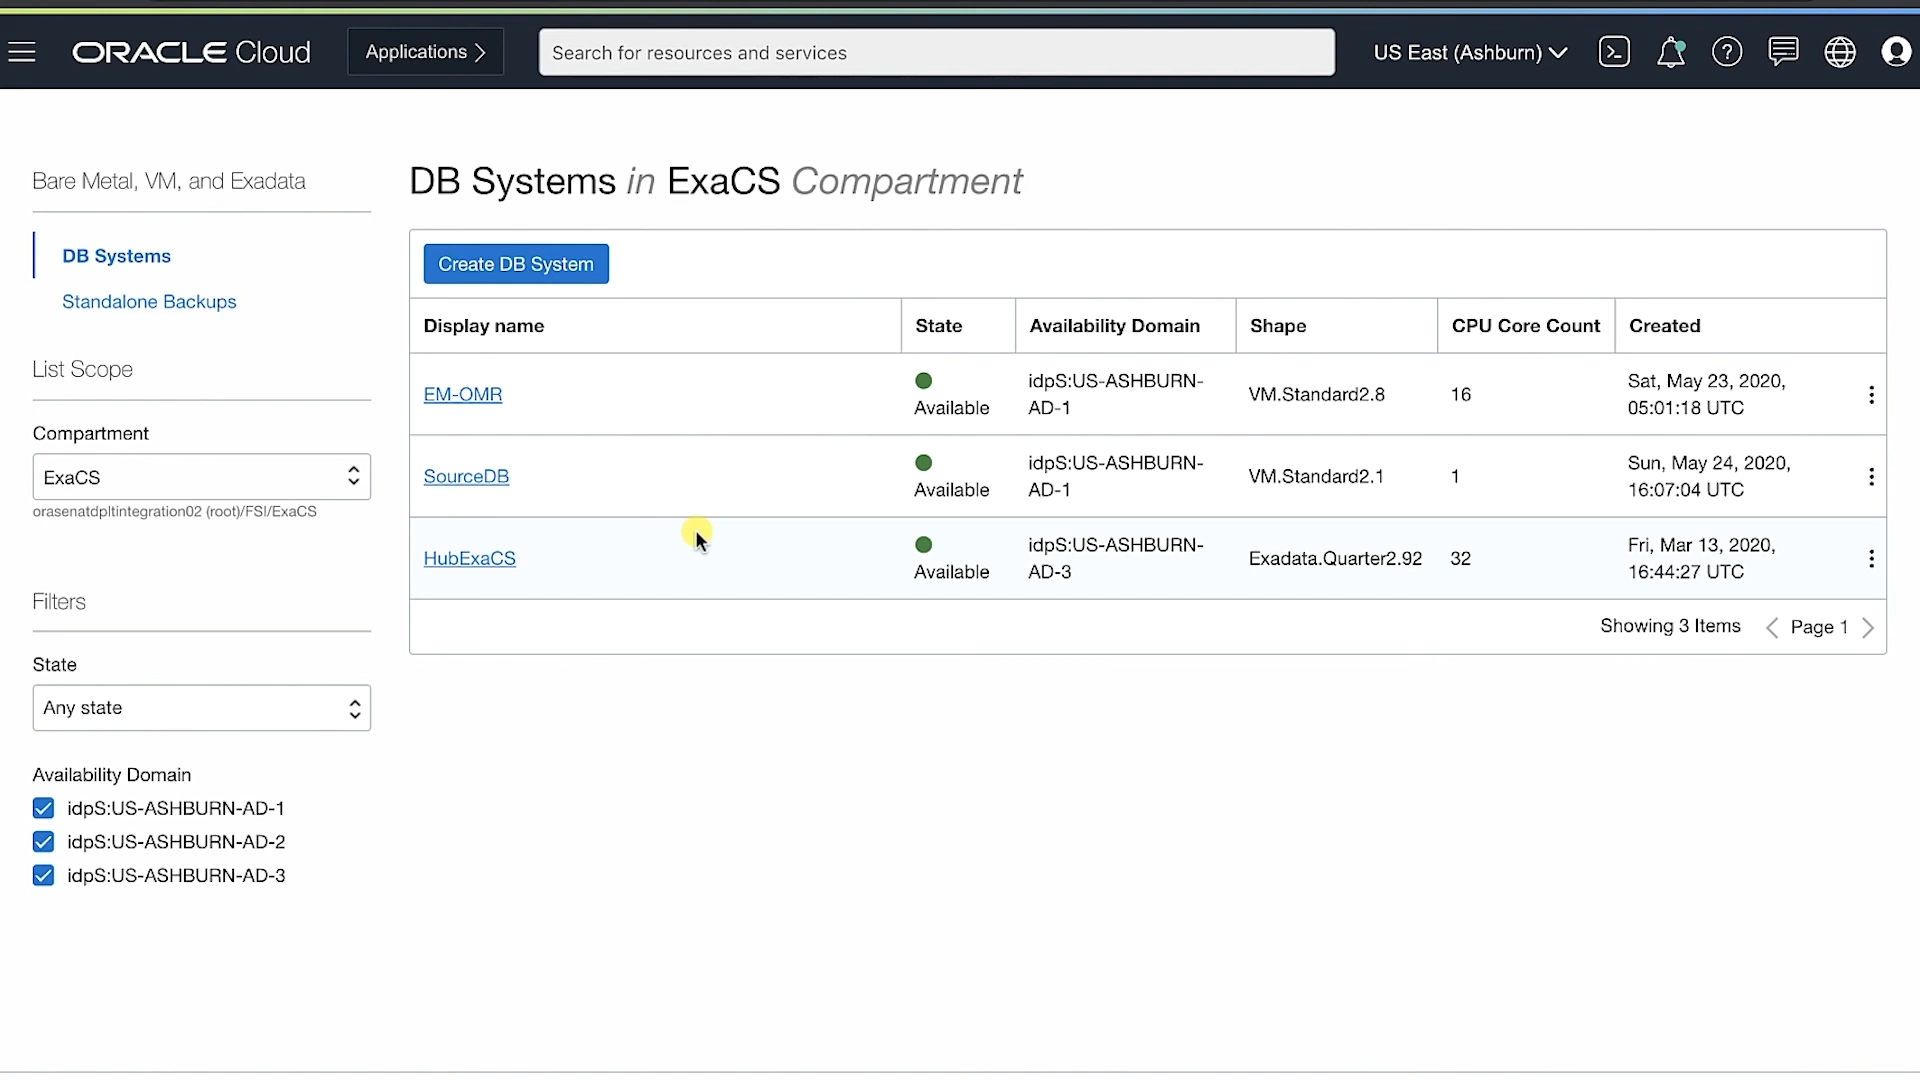 ORACLE Cloud
Applications
Search for resources and services
US East (Ashburn)
Bare Metal, VM, and Exadata
DB Systems
Standalone Backups
List Scope
Compartment
ExaCS
orasenatdpltintegration02 (root)/FSI/ExaCS
Filters
State
Any state
Availability Domain
idpS:US-ASHBURN-AD-1
idpS:US-ASHBURN-AD-2
idpS:US-ASHBURN-AD-3
DB Systems in ExaCS Compartment
Create DB System
Display name State Availability Domain Shape CPU Core Count Created
EM-OMR Available idpS:US-ASHBURN-AD-1 VM.Standard2.8 16 Sat, May 23, 2020, 05:01:18 UTC
SourceDB Available idpS:US-ASHBURN-AD-1 VM.Standard2.1 1 Sun, May 24, 2020, 16:07:04 UTC
HubExaCS Available idpS:US-ASHBURN-AD-3 Exadata.Quarter2.92 32 Fri, Mar 13, 2020, 16:44:27 UTC
Showing 3 Items Page 1